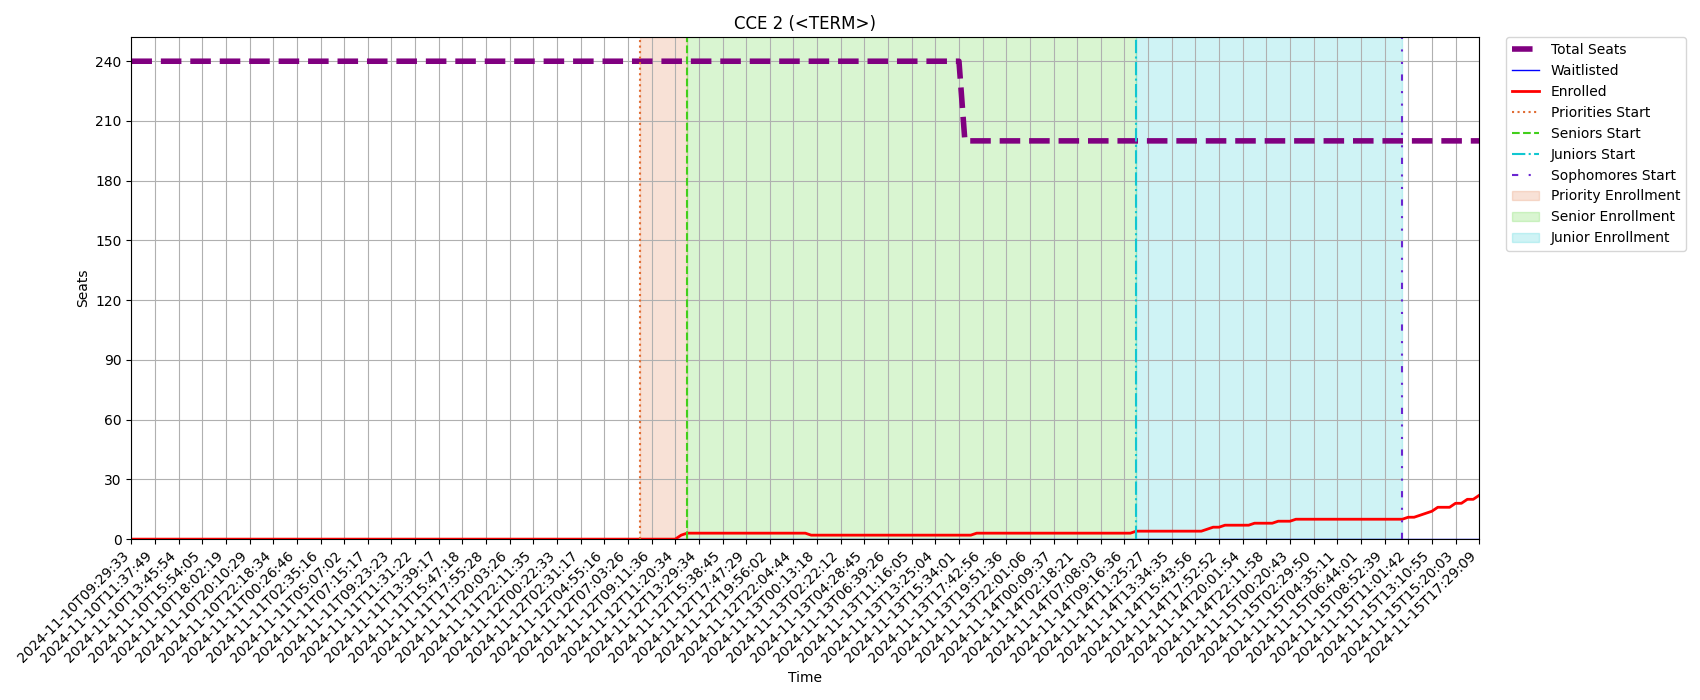 CCE 2 (<TERM>)
Seats
240
210
180
150
120
90
60
30
0
Total Seats
Waitlisted
Enrolled
Priorities Start
Seniors Start
Juniors Start
Sophomores Start
Priority Enrollment
Senior Enrollment
Junior Enrollment
2024-11-10T09:29:33
2024-11-10T11:37:49
2024-11-10T13:45:54
2024-11-10T15:54:05
2024-11-10T18:02:19
2024-11-10T20:10:29
2024-11-10T22:18:34
2024-11-11T00:26:46
2024-11-11T02:35:16
2024-11-11T05:07:02
2024-11-11T07:15:17
2024-11-11T09:23:23
2024-11-11T11:31:22
2024-11-11T13:39:17
2024-11-11T15:47:18
2024-11-11T17:55:28
2024-11-11T20:03:26
2024-11-11T22:11:35
2024-11-12T00:22:33
2024-11-12T02:31:17
2024-11-12T04:55:16
2024-11-12T07:03:26
2024-11-12T09:11:36
2024-11-12T11:20:34
2024-11-12T13:29:34
2024-11-12T15:38:45
2024-11-12T17:47:29
2024-11-12T19:56:02
2024-11-12T22:04:44
2024-11-13T00:13:18
2024-11-13T02:22:12
2024-11-13T04:28:45
2024-11-13T06:39:26
2024-11-13T11:16:05
2024-11-13T13:25:04
2024-11-13T15:34:01
2024-11-13T17:42:56
2024-11-13T19:51:36
2024-11-13T22:01:06
2024-11-14T00:09:37
2024-11-14T02:18:21
2024-11-14T07:08:03
2024-11-14T09:16:36
2024-11-14T11:25:27
2024-11-14T13:34:35
2024-11-14T15:43:56
2024-11-14T17:52:52
2024-11-14T20:01:54
2024-11-14T22:11:58
2024-11-15T00:20:43
2024-11-15T02:29:50
2024-11-15T04:35:11
2024-11-15T06:44:01
2024-11-15T08:52:39
2024-11-15T11:01:42
2024-11-15T13:10:55
2024-11-15T15:20:03
2024-11-15T17:29:09
Time